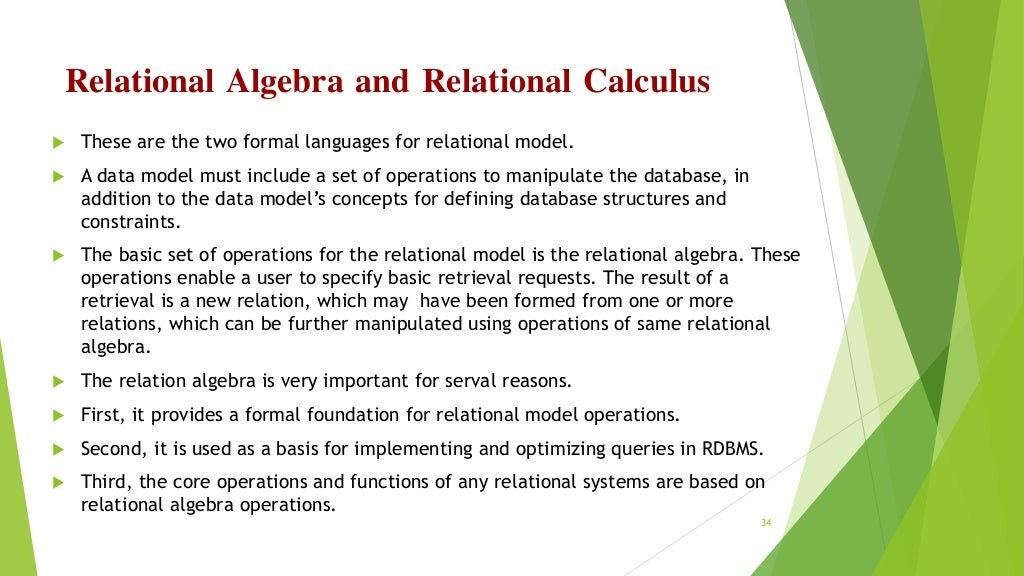 Relational Algebra and Relational Calculus
These are the two formal languages for relational model.
A data model must include a set of operations to manipulate the database, in
addition to the data model’s concepts for defining database structures and
constraints.
The basic set of operations for the relational model is the relational algebra. These
operations enable a user to specify basic retrieval requests. The result of a
retrieval is a new relation, which may have been formed from one or more
relations, which can be further manipulated using operations of same relational
algebra.
The relation algebra is very important for serval reasons.
First, it provides a formal foundation for relational model operations.
Second, it is used as a basis for implementing and optimizing queries in RDBMS.
Third, the core operations and functions of any relational systems are based on
relational algebra operations.
34